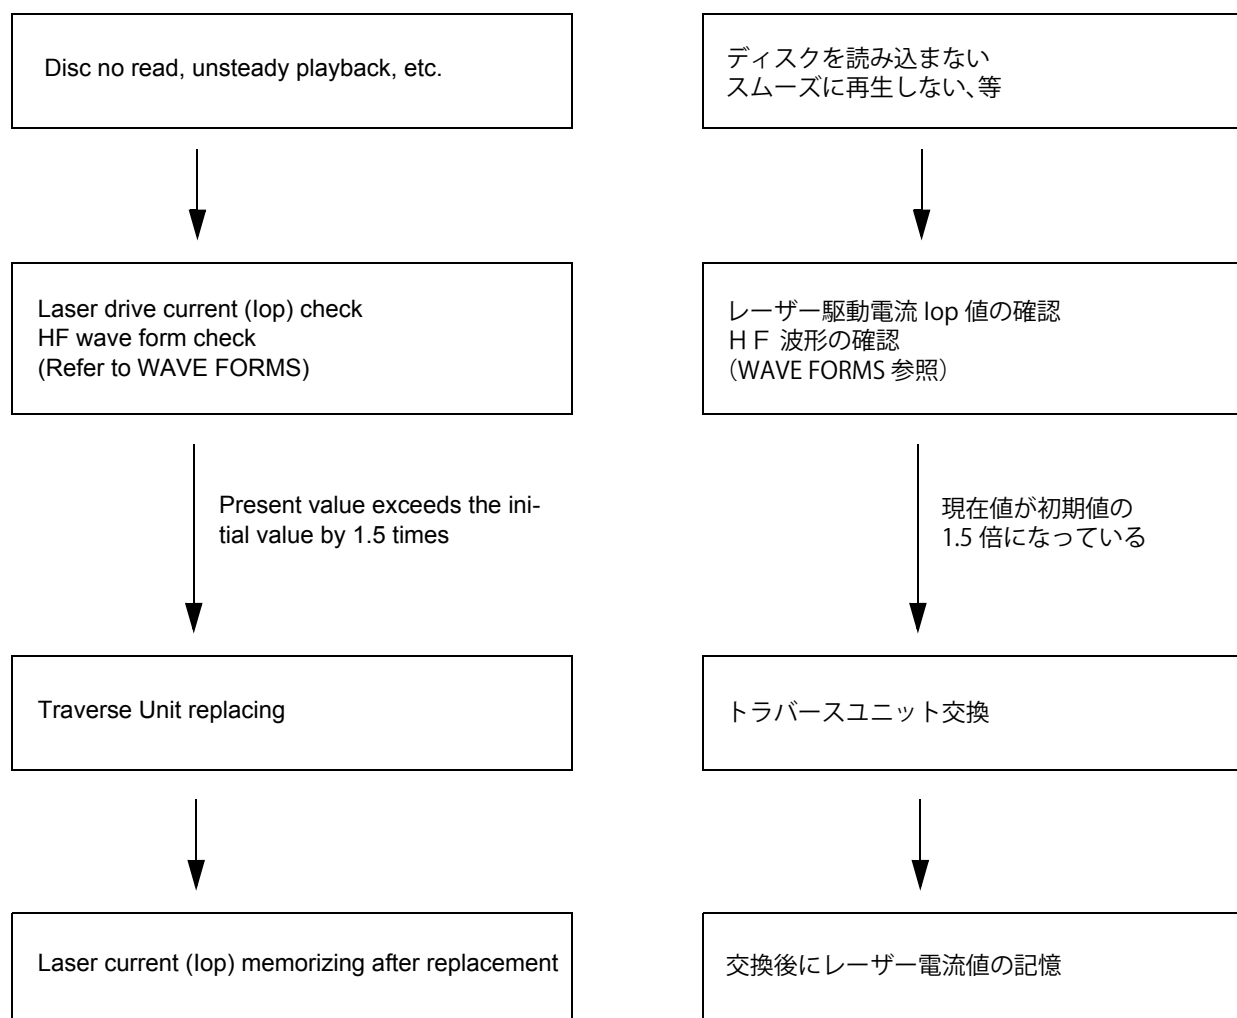 Disc no read, unsteady playback, etc.
Laser drive current (Iop) check
HF wave form check
(Refer to WAVE FORMS)
Present value exceeds the ini-
tial value by 1.5 times
Traverse Unit replacing
Laser current (Iop) memorizing after replacement
ディスクを読み込まない
スムーズに再生しない、等
レーザー駆動電流 Iop 値の確認
ＨＦ 波形の確認
（WAVE FORMS 参照）
現在値が初期値の
1.5 倍になっている
トラバースユニット交換
交換後にレーザー電流値の記憶